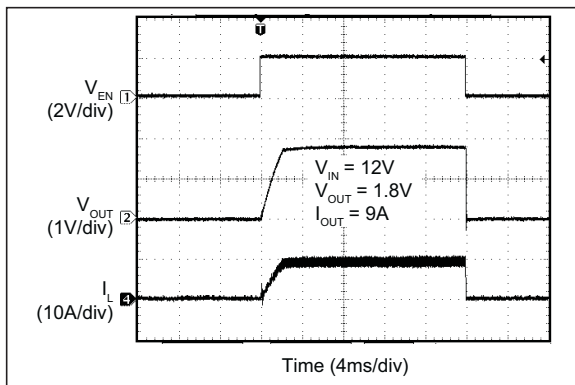 T
V_EN 1
(2V/div)
V_OUT 2
(1V/div)
V_IN = 12V
V_OUT = 1.8V
I_OUT = 9A
I_L 4
(10A/div)
Time (4ms/div)